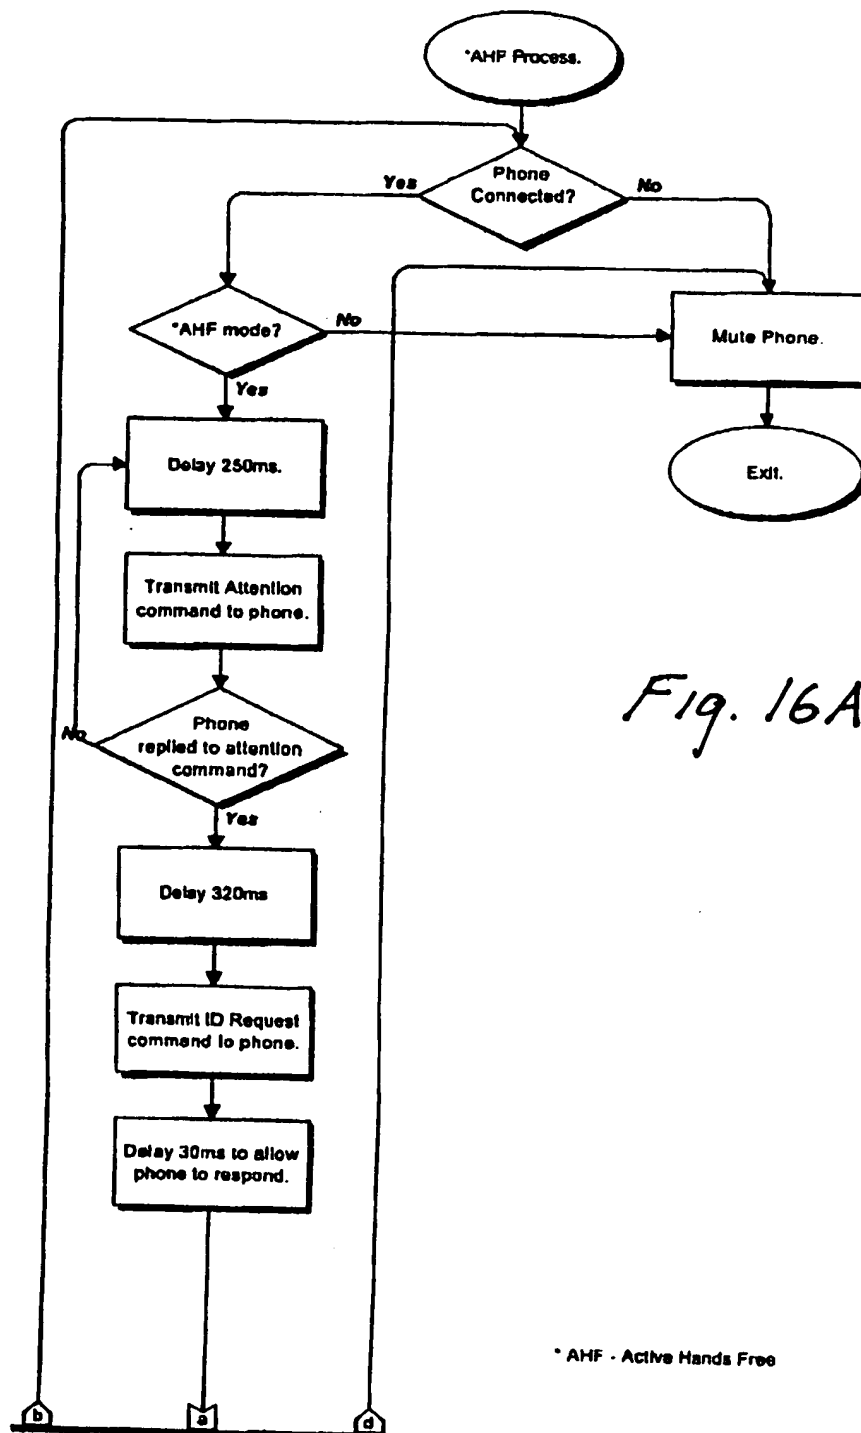 *AHF Process.
Phone
Connected?
Yes
No
*AHF mode?
No
Yes
Mute Phone.
Exit.
Delay 250ms.
Transmit Attention
command to phone.
Phone
replied to attention
command?
No
Yes
Fig. 16A
Delay 320ms
Transmit ID Request
command to phone.
Delay 30ms to allow
phone to respond.
* AHF - Active Hands Free
b
a
d